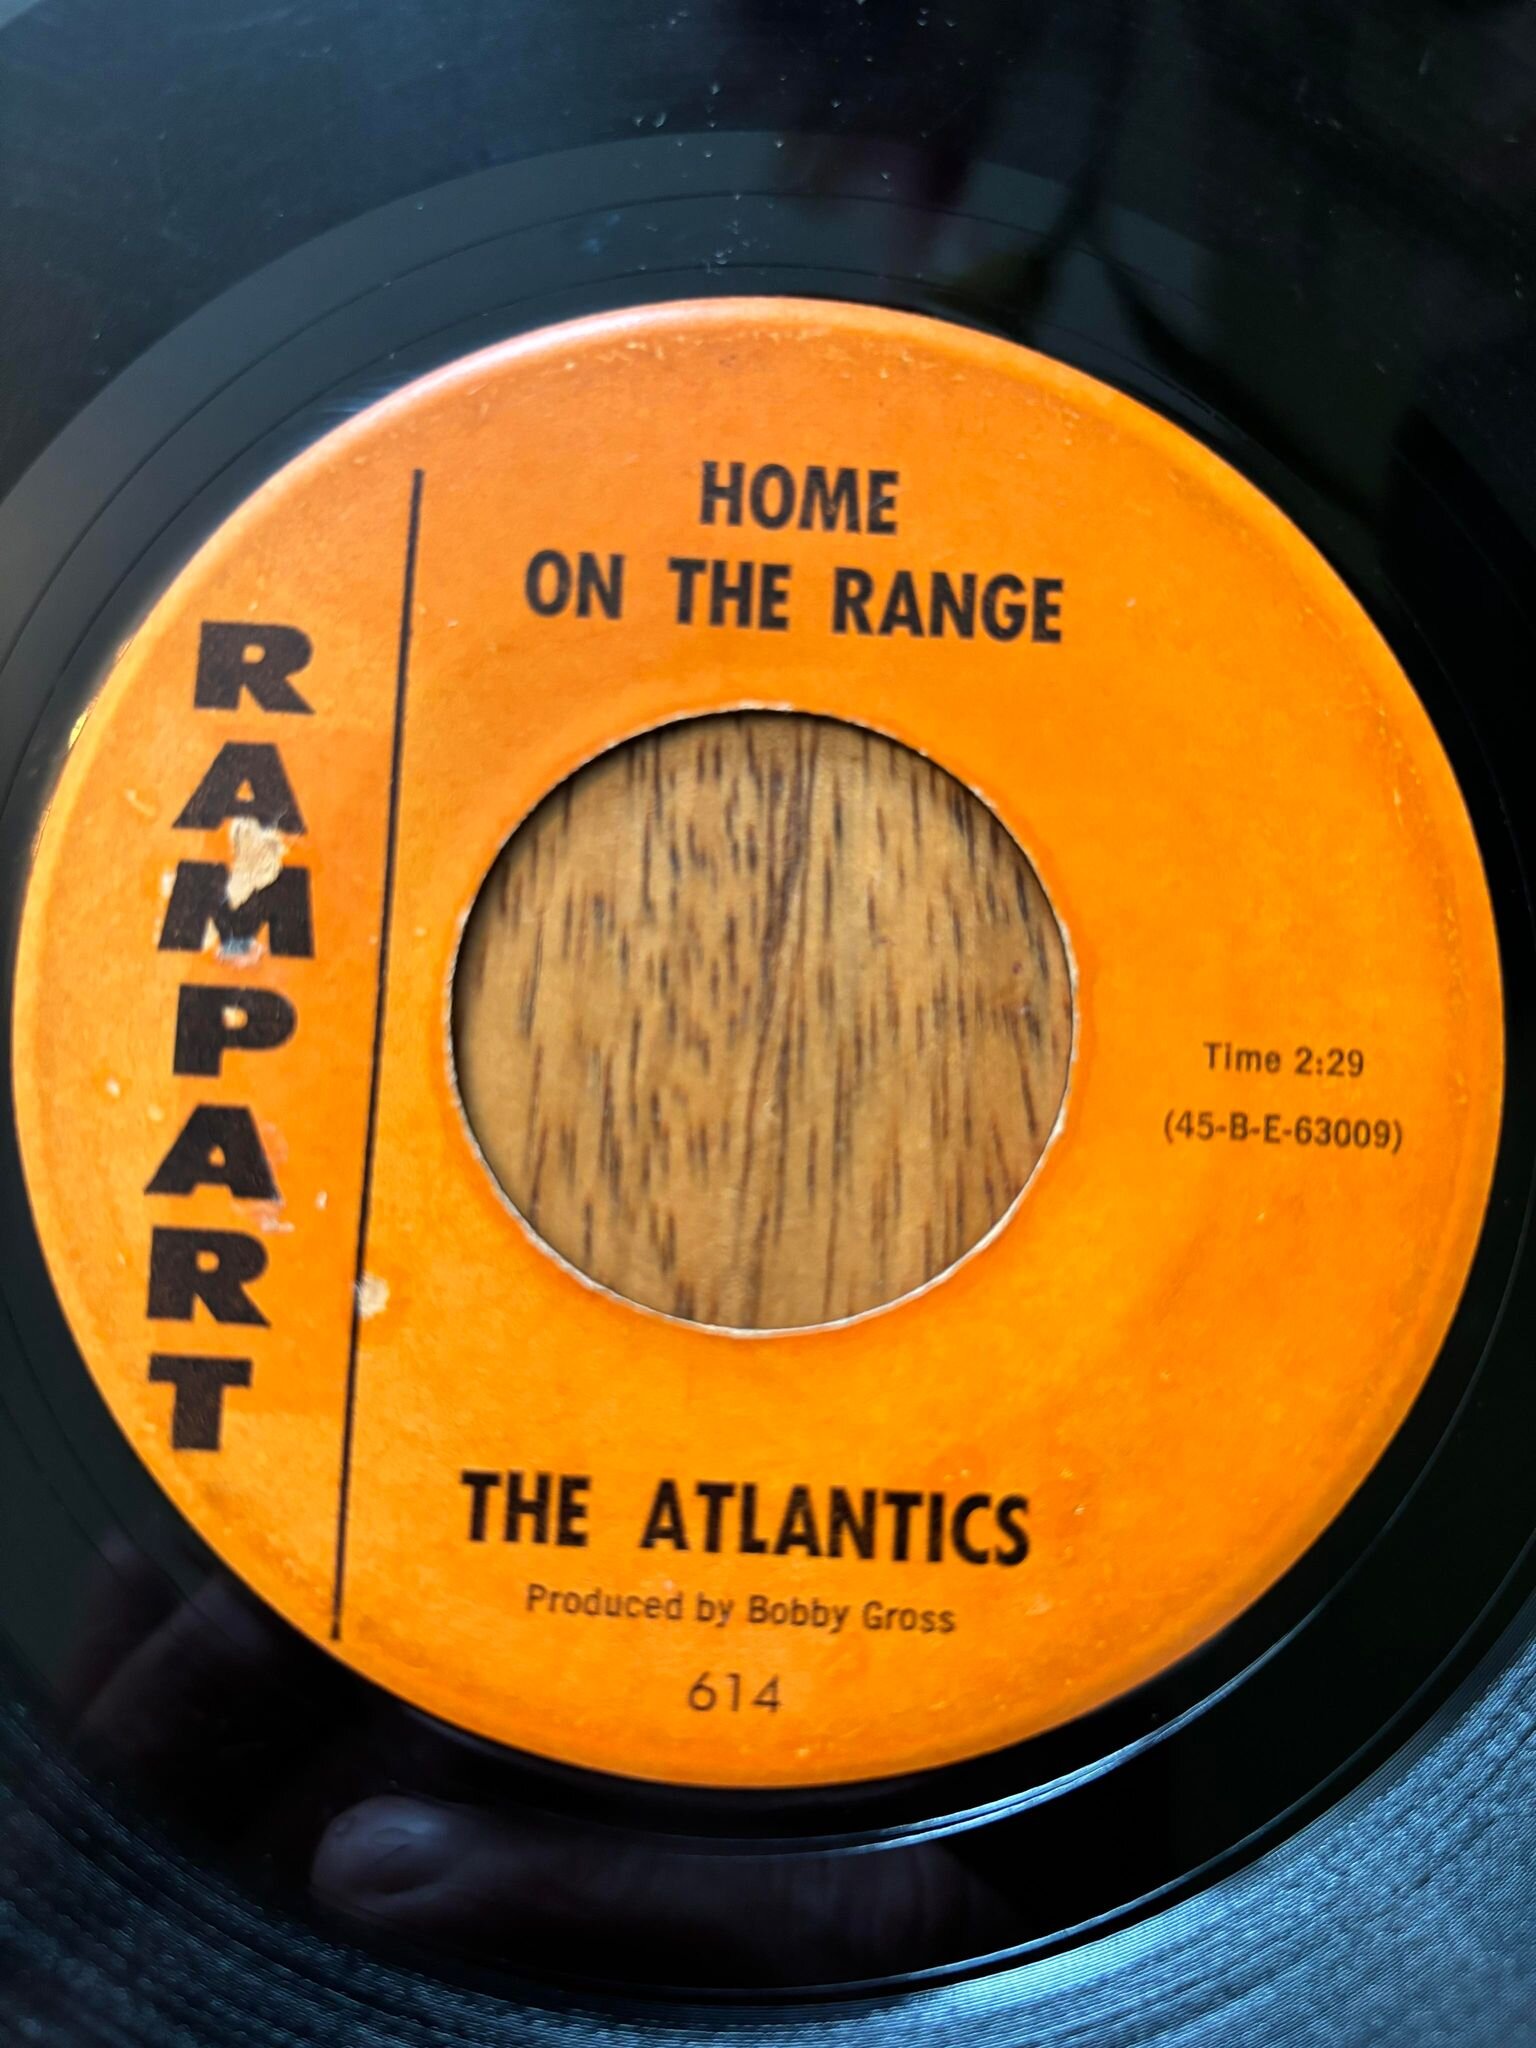 HOME
ON THE RANGE
RAMPART
Time 2:29
(45-B-E-63009)
THE ATLANTICS
Produced by Bobby Gross
614